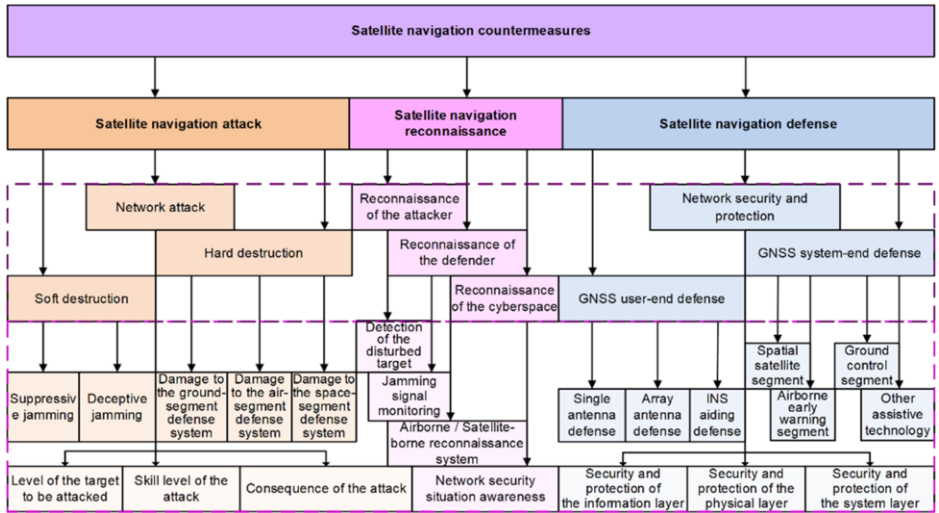 Satellite navigation countermeasures
Satellite navigation attack
Satellite navigation
reconnaissance
Satellite navigation defense
Network attack
Reconnaissance
of the attacker
Network security and
protection
Hard destruction
Reconnaissance of
the defender
GNSS system-end defense
Soft destruction
Reconnaissance
of the cyberspace
GNSS user-end defense
Detection
of the
disturbed
target
Spatial
satellite
segment
Ground
control
segment
Suppressiv
e jamming
Deceptive
jamming
Damage to
the ground-
segment
defense
system
Damage to
the air-
segment
defense
system
Damage to
the space-
segment
defense
system
Jamming
signal
monitoring
Single
antenna
defense
Array
antenna
defense
INS
aiding
defense
Airborne
early
warning
segment
Other
assistive
technology
Airborne / Satellite-
borne reconnaissance
system
Level of the target
to be attacked
Skill level of the
attack
Consequence of the attack
Network security
situation awareness
Security and
protection of
the information layer
Security and
protection of the
physical layer
Security and
protection of
the system layer